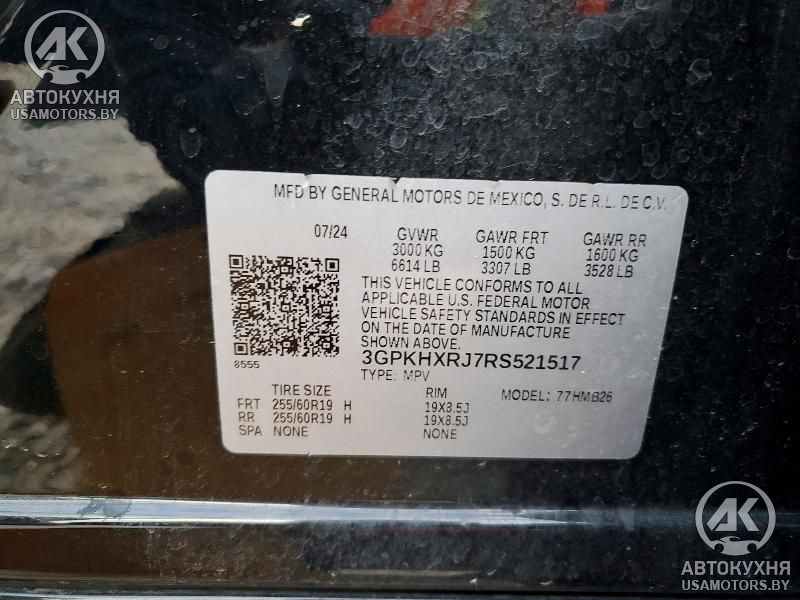 AK
АВТОКУХНЯ
USAMOTORS.BY
MFD BY GENERAL MOTORS DE MEXICO, S. DE R.L. DE C.V.
07/24 GVWR GAWR FRT GAWR RR
3000 KG 1500 KG 1600 KG
6614 LB 3307 LB 3528 LB
THIS VEHICLE CONFORMS TO ALL
APPLICABLE U.S. FEDERAL MOTOR
VEHICLE SAFETY STANDARDS IN EFFECT
ON THE DATE OF MANUFACTURE
SHOWN ABOVE.
8555
3GPKHXRJ7RS521517
TYPE: MPV
TIRE SIZE RIM MODEL: 77HMB26
FRT 255/60R19 H 19X8.5J
RR 255/60R19 H 19X8.5J
SPA NONE NONE
AK
АВТОКУХНЯ
USAMOTORS.BY